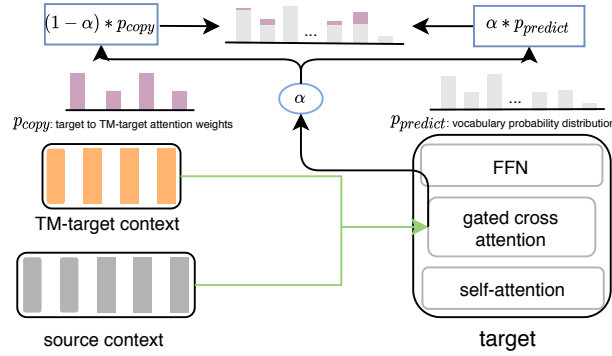 (1 − α) * p_copy
...
α * p_predict
α
...
p_copy: target to TM-target attention weights
p_predict: vocabulary probability distribution
FFN
TM-target context
gated cross
attention
self-attention
source context
target